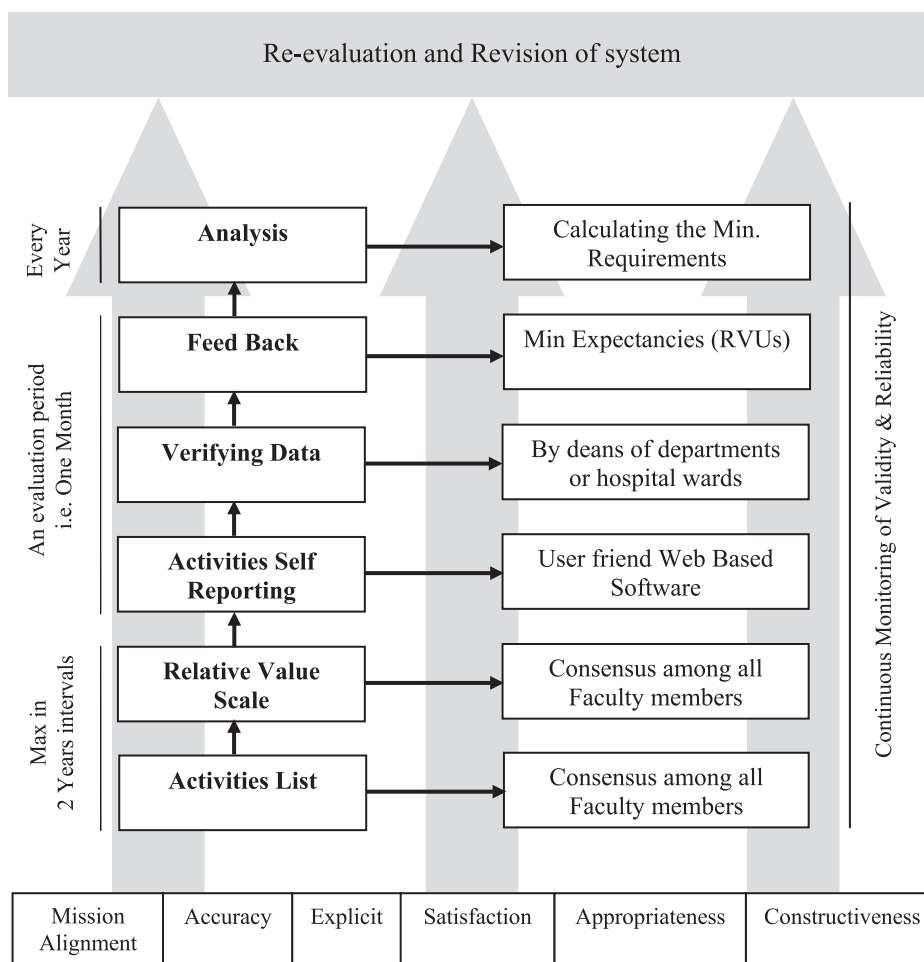 Re-evaluation and Revision of system
Every
Year
Analysis
Calculating the Min.
Requirements
An evaluation period
i.e. One Month
Feed Back
Min Expectancies (RVUs)
Verifying Data
By deans of departments
or hospital wards
Activities Self
Reporting
User friend Web Based
Software
Max in
2 Years intervals
Relative Value
Scale
Consensus among all
Faculty members
Activities List
Consensus among all
Faculty members
Continuous Monitoring of Validity & Reliability
Mission
Alignment
Accuracy
Explicit
Satisfaction
Appropriateness
Constructiveness